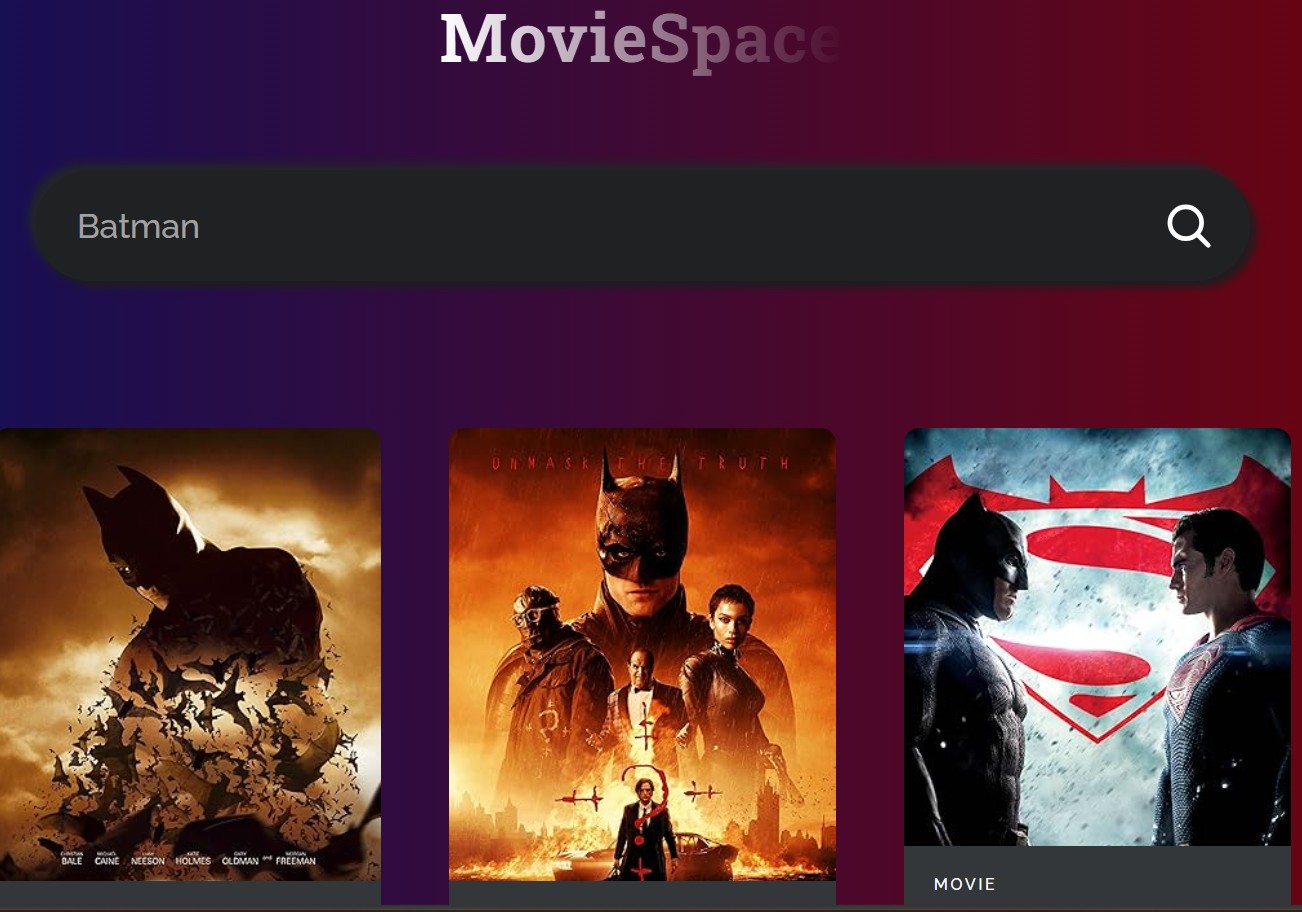 MovieSpace
Batman
UNMASK THE TRUTH
CHRISTIAN BALE MICHAEL CAINE LIAM NEESON KATIE HOLMES GARY OLDMAN and MORGAN FREEMAN
MOVIE